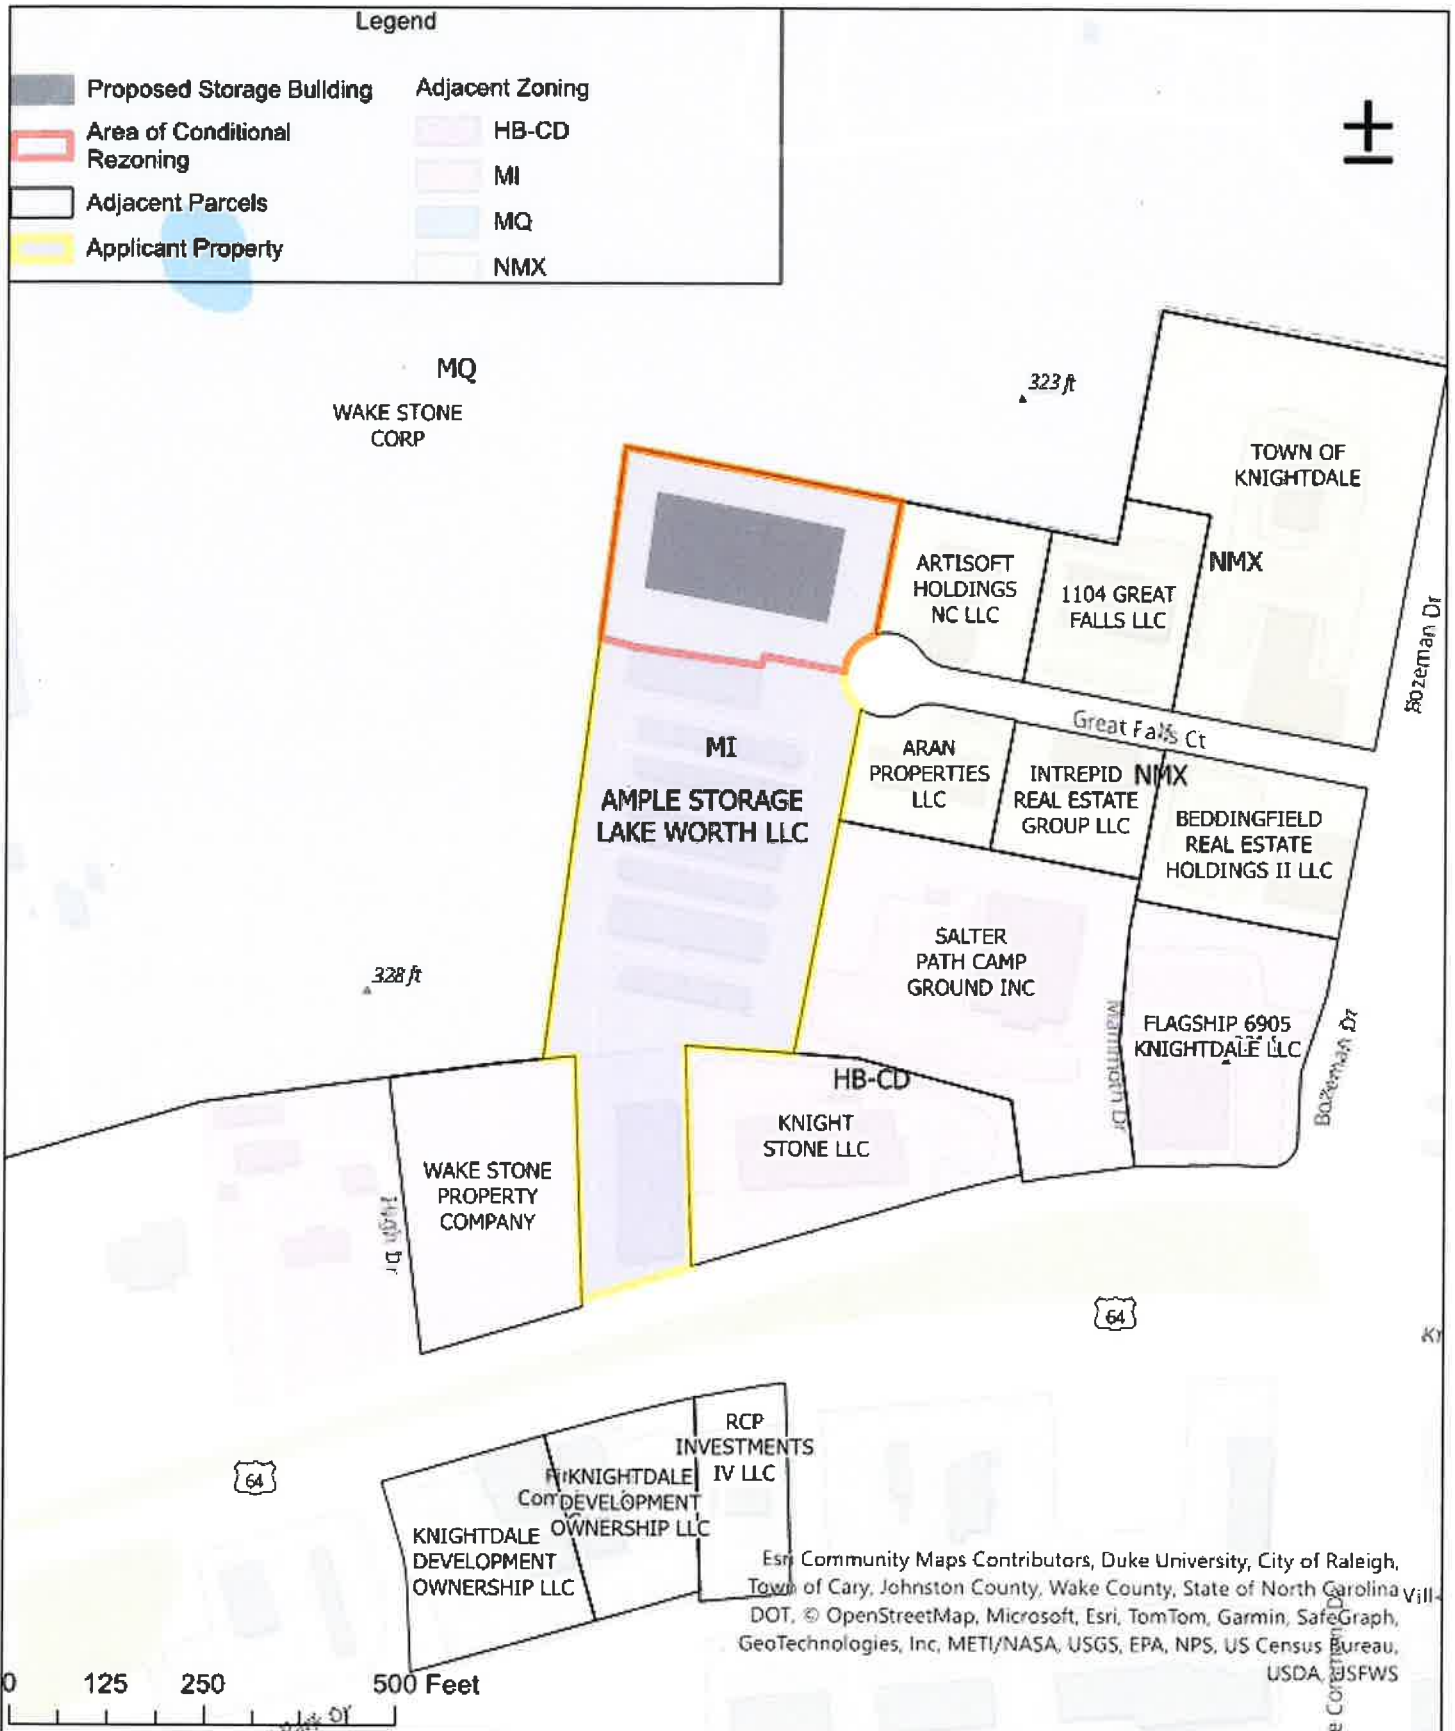 Legend
Proposed Storage Building
Area of Conditional
Rezoning
Adjacent Parcels
Applicant Property
Adjacent Zoning
HB-CD
MI
MQ
NMX
±
MQ
WAKE STONE
CORP
323 ft
TOWN OF
KNIGHTDALE
NMX
ARTISOFT
HOLDINGS
NC LLC
1104 GREAT
FALLS LLC
Bozeman Dr
Great Falls Ct
MI
AMPLE STORAGE
LAKE WORTH LLC
ARAN
PROPERTIES
LLC
INTREPID
REAL ESTATE
GROUP LLC
NMX
BEDDINGFIELD
REAL ESTATE
HOLDINGS II LLC
SALTER
PATH CAMP
GROUND INC
328 ft
Mammoth Dr
FLAGSHIP 6905
KNIGHTDALE LLC
Bozeman Dr
HB-CD
KNIGHT
STONE LLC
WAKE STONE
PROPERTY
COMPANY
Hugh Dr
64
Kr
64
RCP
INVESTMENTS
IV LLC
KNIGHTDALE
DEVELOPMENT
OWNERSHIP LLC
KNIGHTDALE
DEVELOPMENT
OWNERSHIP LLC
Esri Community Maps Contributors, Duke University, City of Raleigh,
Town of Cary, Johnston County, Wake County, State of North Carolina
DOT, © OpenStreetMap, Microsoft, Esri, TomTom, Garmin, SafeGraph,
GeoTechnologies, Inc, METI/NASA, USGS, EPA, NPS, US Census Bureau,
USDA, USFWS
Vill
0 125 250 500 Feet